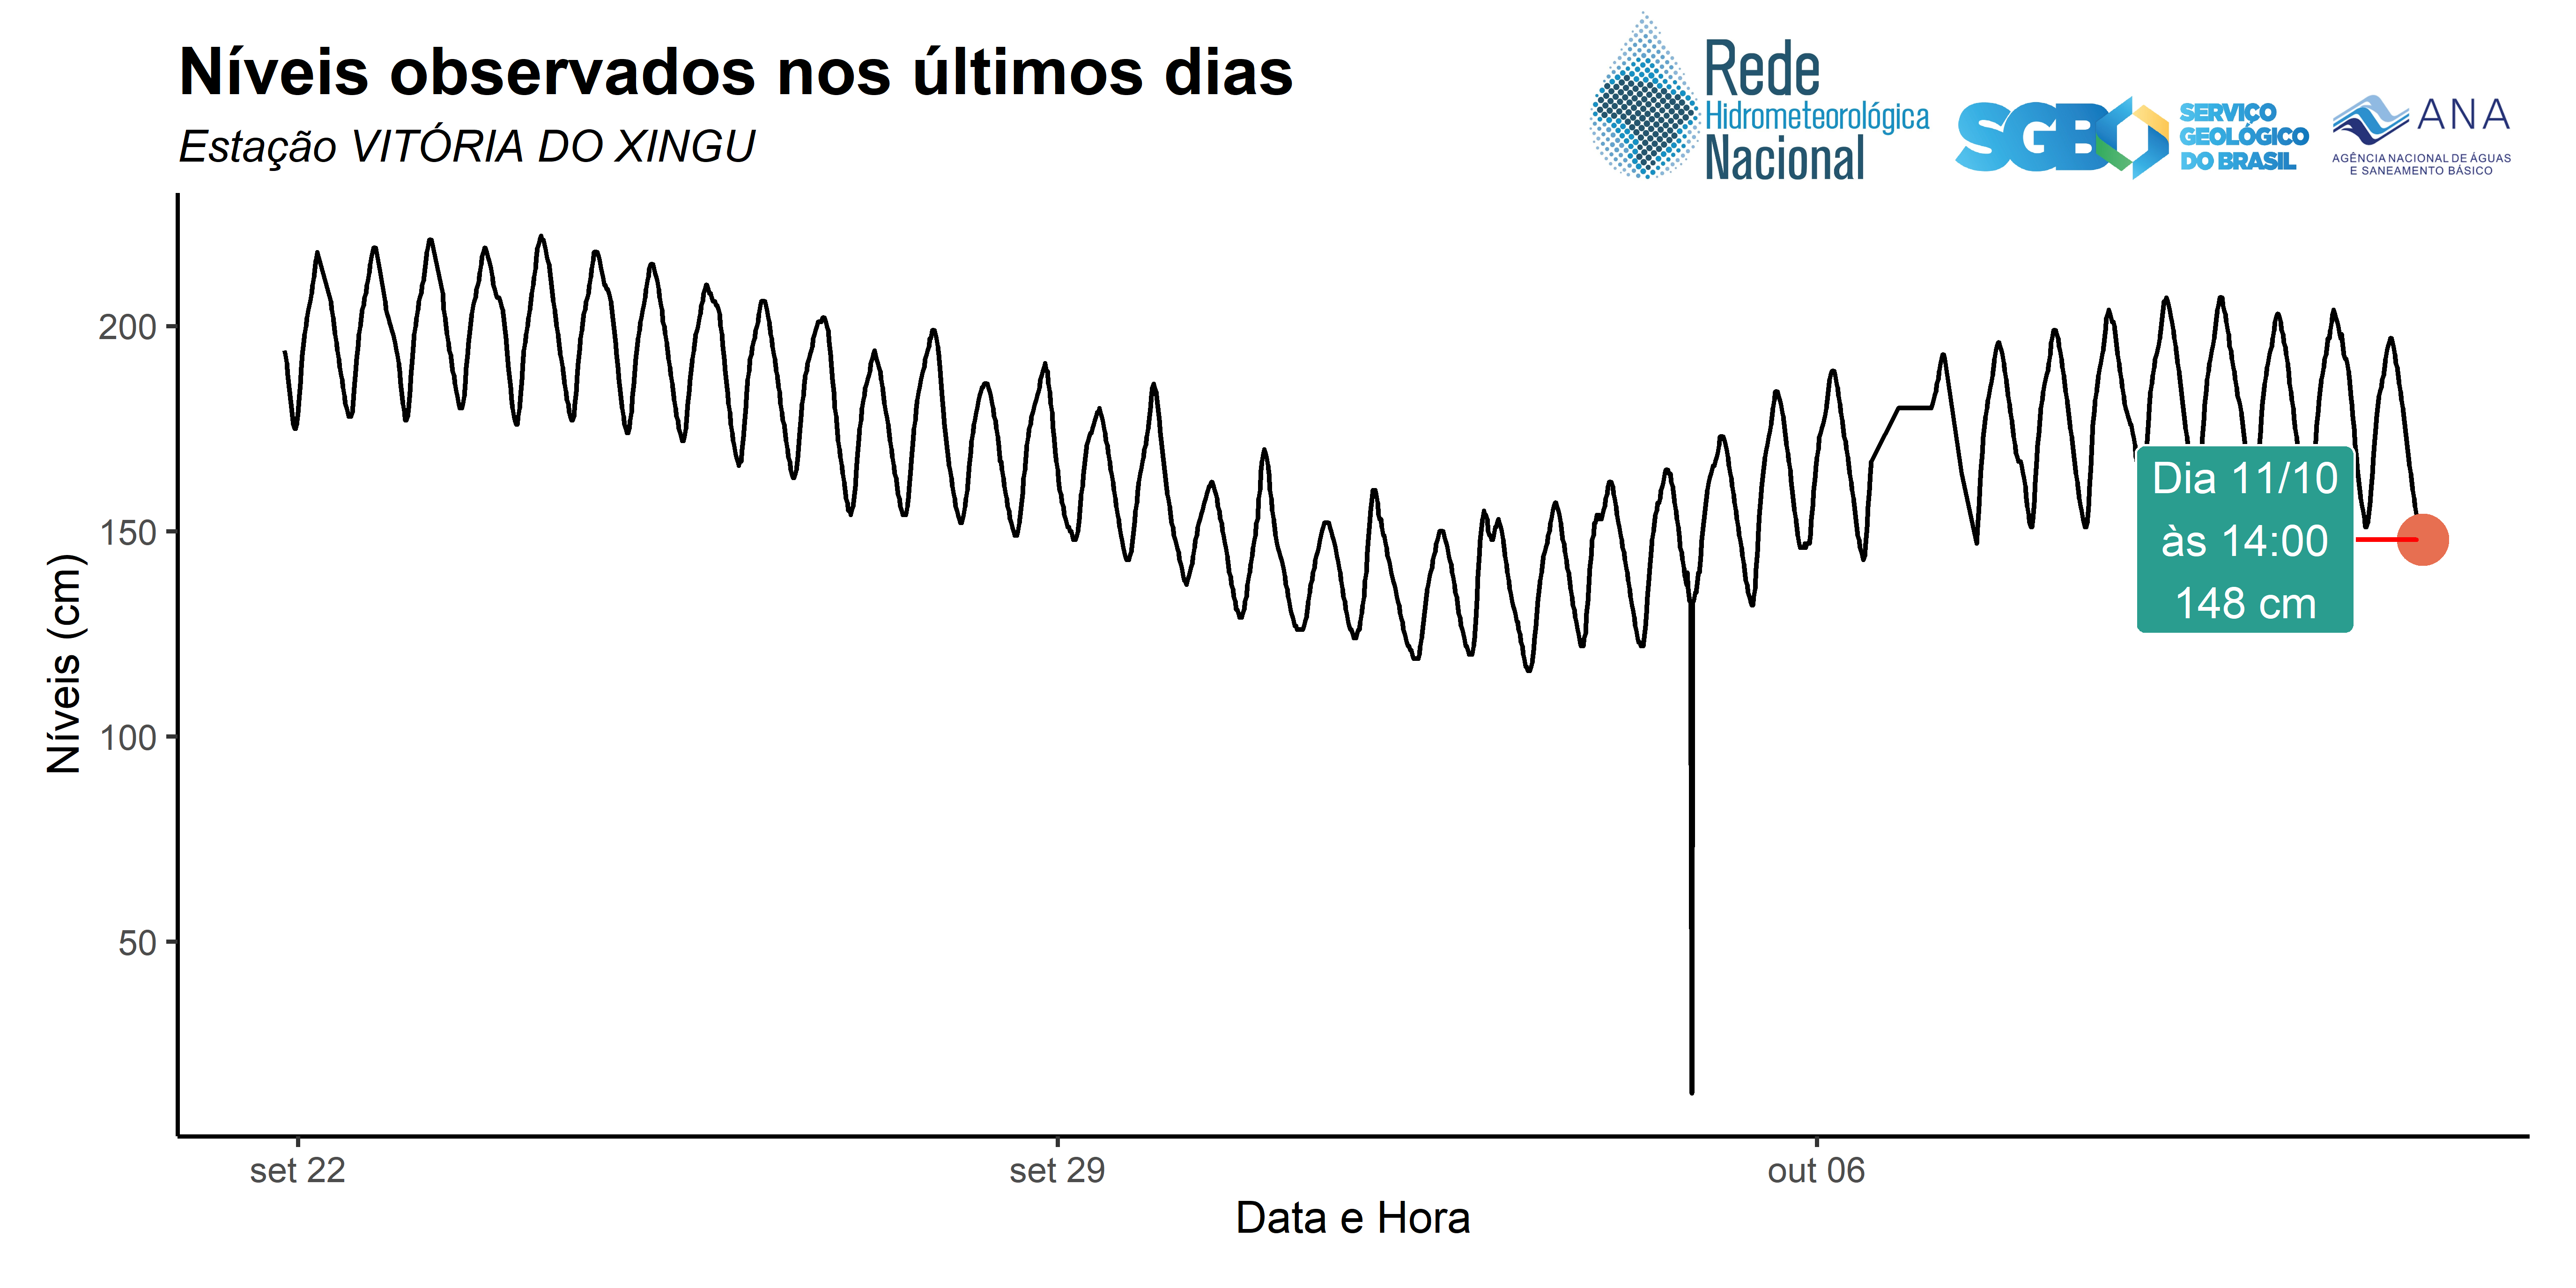 Níveis observados nos últimos dias
Estação VITÓRIA DO XINGU
Rede
Hidrometeorológica
Nacional
SGB
SERVIÇO
GEOLÓGICO
DO BRASIL
ANA
AGÊNCIA NACIONAL DE ÁGUAS
E SANEAMENTO BÁSICO
Níveis (cm)
200
150
100
50
Dia 11/10
às 14:00
148 cm
set 22
set 29
out 06
Data e Hora